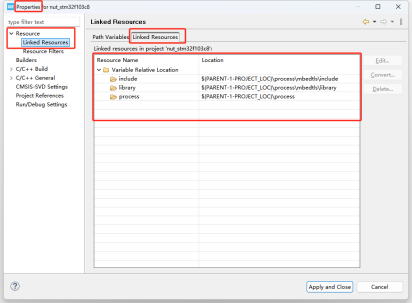 Properties for nut_stm32f103c8
type filter text
Linked Resources
Resource
Linked Resources
Resource Filters
Builders
C/C++ Build
C/C++ General
CMSIS-SVD Settings
Project References
Run/Debug Settings
Path Variables
Linked Resources
Linked resources in project 'nut_stm32f103c8'
Resource Name
Location
Variable Relative Location
include
${PARENT-1-PROJECT_LOC}\process\mbedtls\include
library
${PARENT-1-PROJECT_LOC}\process\mbedtls\library
process
${PARENT-1-PROJECT_LOC}\process
Edit...
Convert...
Delete...
Apply and Close
Cancel